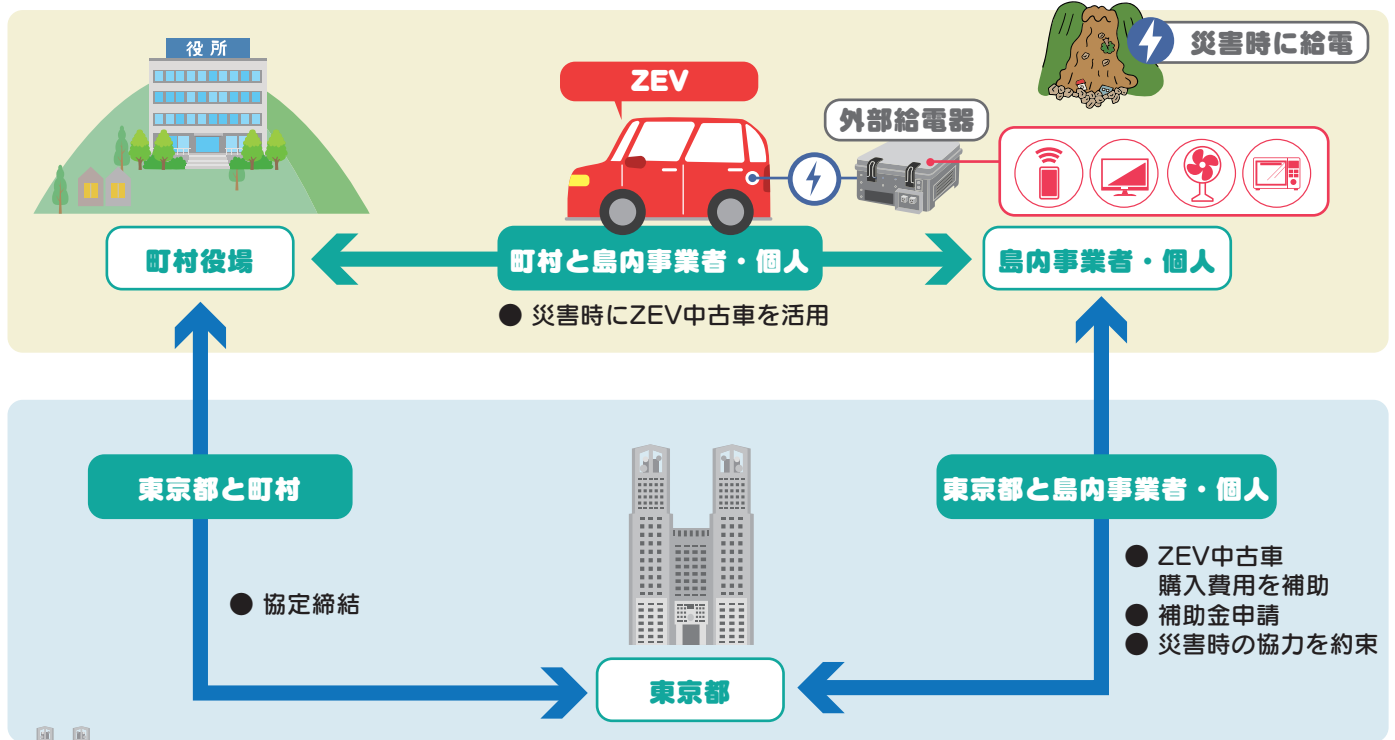 役所
ZEV
外部給電器
災害時に給電
町村役場
町村と島内事業者・個人
島内事業者・個人
● 災害時にZEV中古車を活用
東京都と町村
東京都と島内事業者・個人
● 協定締結
● ZEV中古車
購入費用を補助
● 補助金申請
● 災害時の協力を約束
東京都